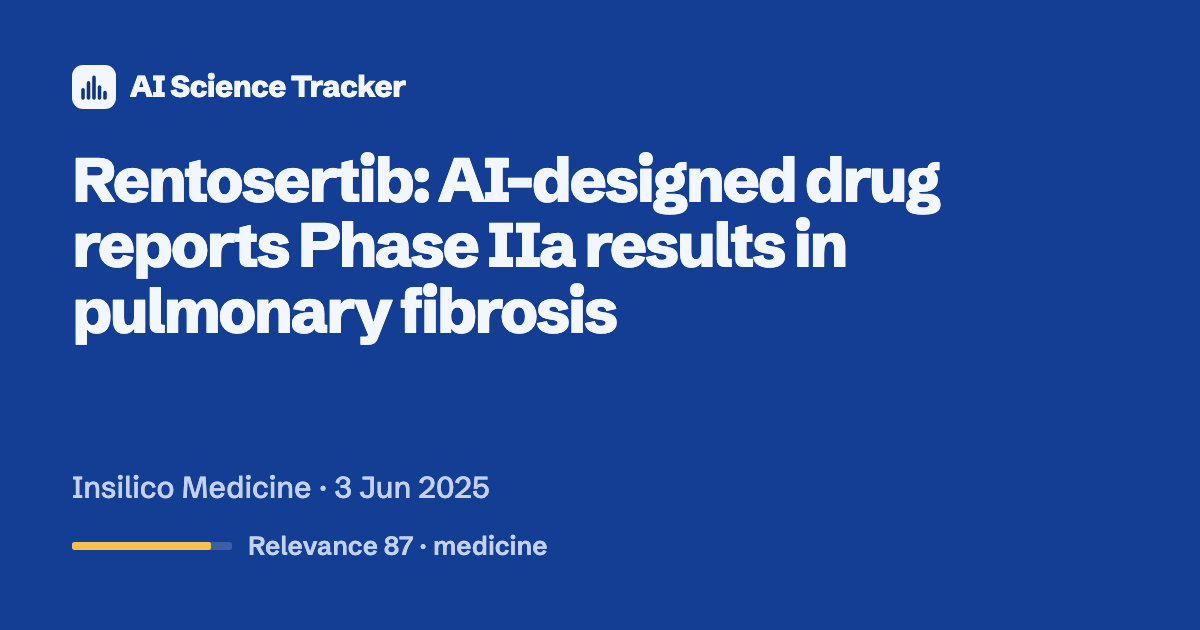 AI Science Tracker
Rentosertib: AI-designed drug
reports Phase IIa results in
pulmonary fibrosis
Insilico Medicine · 3 Jun 2025
Relevance 87 · medicine